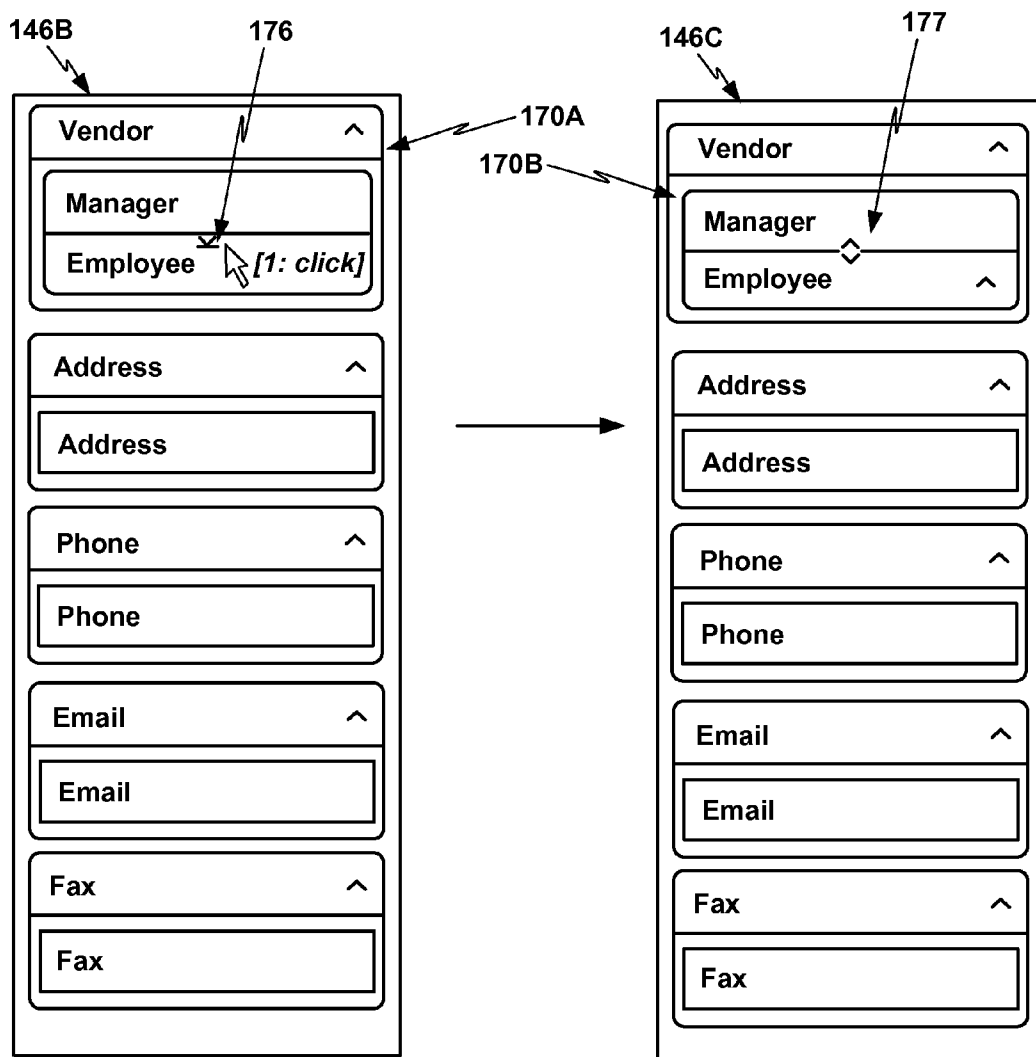 146B
176
170A
Vendor
Manager
Employee
[1: click]
Address
Address
Phone
Phone
Email
Email
Fax
Fax
146C
177
170B
Vendor
Manager
Employee
Address
Address
Phone
Phone
Email
Email
Fax
Fax